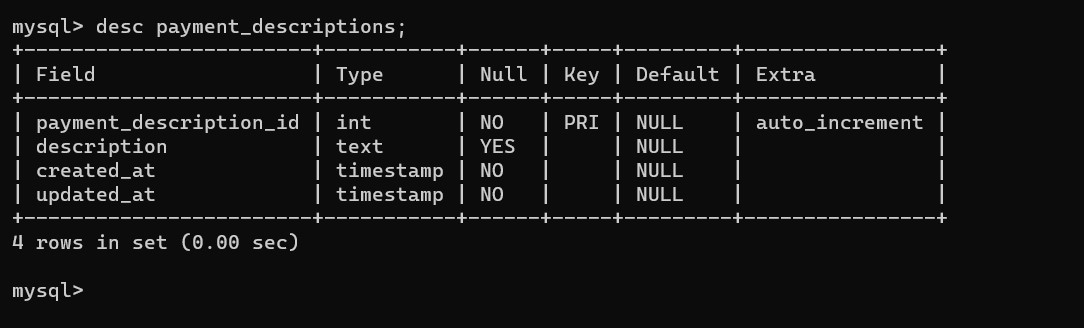 mysql> desc payment_descriptions;
+------------------------+-----------+------+-----+---------+----------------+
| Field                  | Type      | Null | Key | Default | Extra          |
+------------------------+-----------+------+-----+---------+----------------+
| payment_description_id | int       | NO   | PRI | NULL    | auto_increment |
| description            | text      | YES  |     | NULL    |                |
| created_at             | timestamp | NO   |     | NULL    |                |
| updated_at             | timestamp | NO   |     | NULL    |                |
+------------------------+-----------+------+-----+---------+----------------+
4 rows in set (0.00 sec)
mysql>